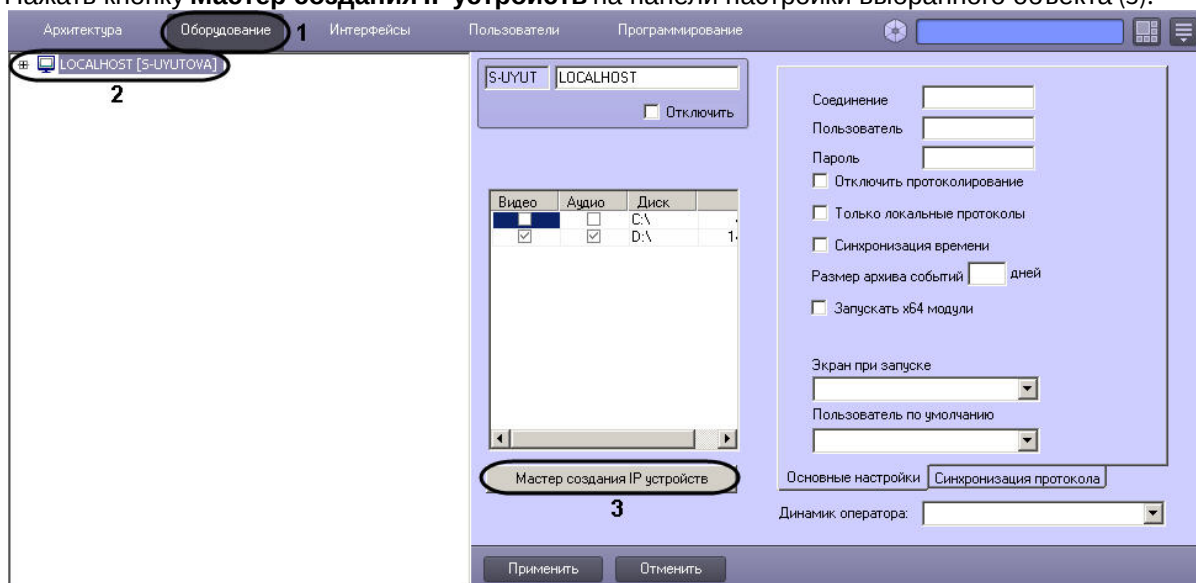 Нажать кнопку Мастер создания IP устройств на панели настройки выбранного объекта (3).
Архитектура Оборудование 1 Интерфейсы Пользователи Программирование
LOCALHOST [S-UYUTOVA]
2
S-UYUT LOCALHOST
Отключить
Видео Аудио Диск
C:\
D:\ 1
Мастер создания IP устройств
3
Соединение
Пользователь
Пароль
Отключить протоколирование
Только локальные протоколы
Синхронизация времени
Размер архива событий дней
Запускать x64 модули
Экран при запуске
Пользователь по умолчанию
Основные настройки Синхронизация протокола
Динамик оператора:
Применить Отменить